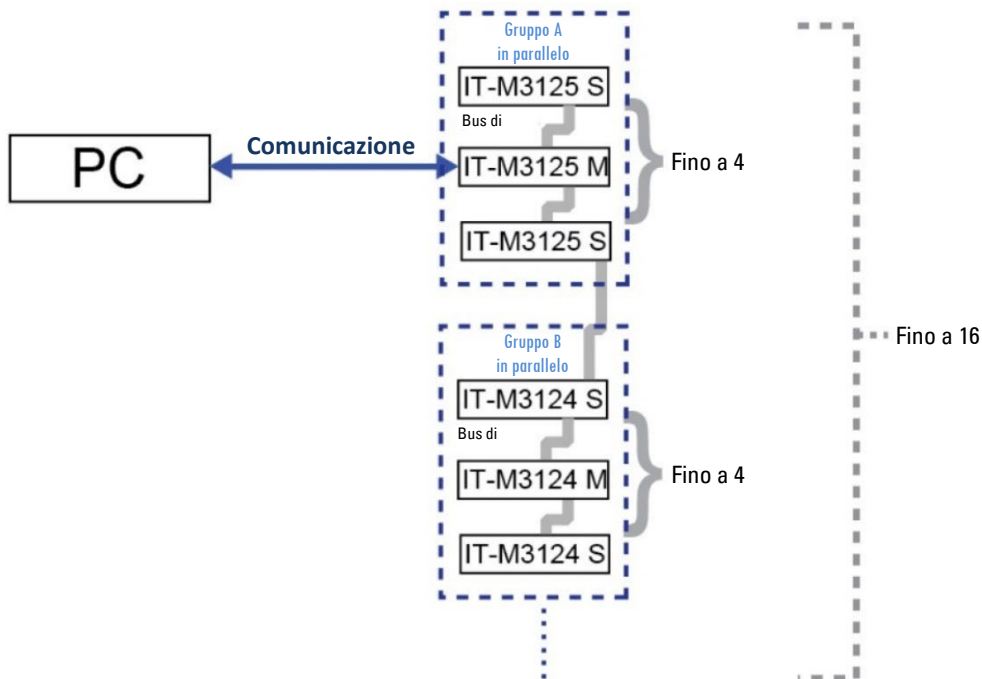 Gruppo A
in parallelo
IT-M3125 S
Bus di
PC
Comunicazione
IT-M3125 M
Fino a 4
IT-M3125 S
Fino a 16
Gruppo B
in parallelo
IT-M3124 S
Bus di
IT-M3124 M
Fino a 4
IT-M3124 S